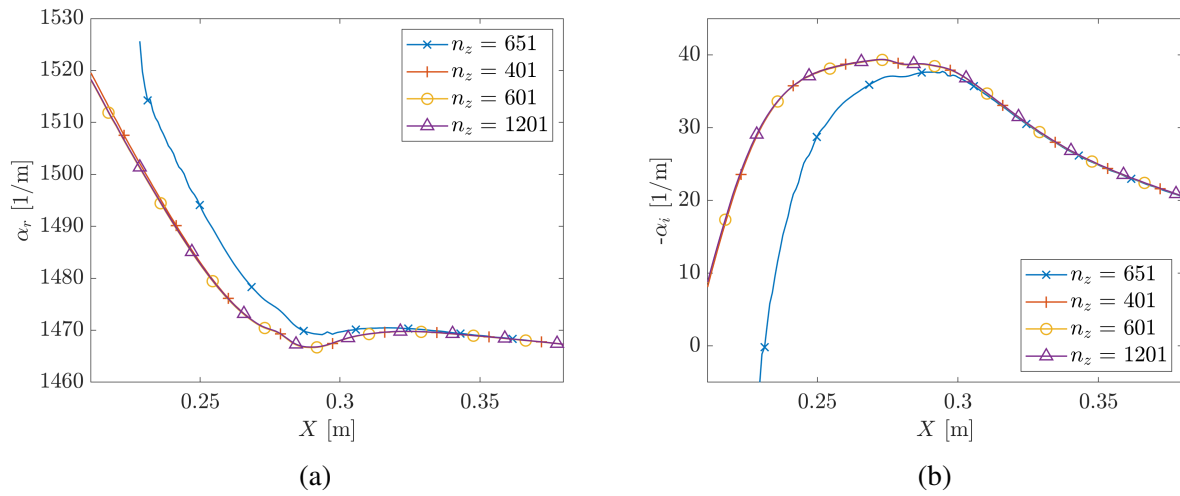 1530
1520
1510
1500
1490
1480
1470
1460
α_r [1/m]
0.25
0.3
0.35
X [m]
n_z = 651
n_z = 401
n_z = 601
n_z = 1201
(a)
40
30
20
10
0
-α_i [1/m]
0.25
0.3
0.35
X [m]
n_z = 651
n_z = 401
n_z = 601
n_z = 1201
(b)